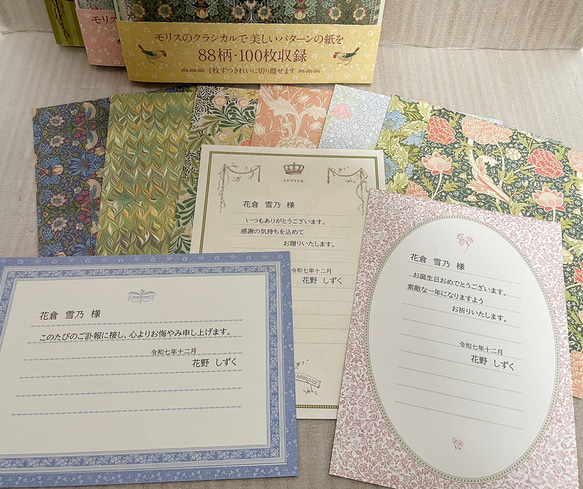 モリス
モリスのクラシカルで美しいパターンの紙を
88柄・100枚収録
1枚ずつきれいに切り離せます
花倉 雪乃 様
いつもありがとうございます。
感謝の気持ちを込めて
お贈りいたします。
令和七年十二月
花野 しずく
花倉 雪乃 様
お誕生日おめでとうございます。
素敵な一年になりますよう
お祈りいたします。
令和七年十二月
花野 しずく
花倉 雪乃 様
このたびのご訃報に接し、心よりお悔やみ申し上げます。
令和七年十二月
花野 しずく